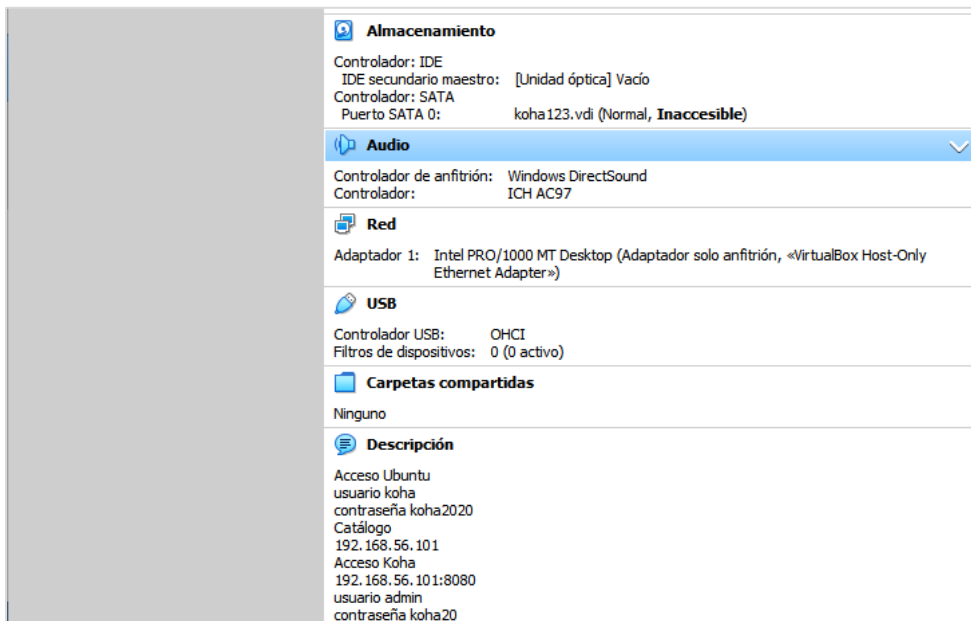 Almacenamiento
Controlador: IDE
IDE secundario maestro: [Unidad óptica] Vacío
Controlador: SATA
Puerto SATA 0: koha123.vdi (Normal, Inaccesible)
Audio
Controlador de anfitrión: Windows DirectSound
Controlador: ICH AC97
Red
Adaptador 1: Intel PRO/1000 MT Desktop (Adaptador solo anfitrión, «VirtualBox Host-Only
Ethernet Adapter»)
USB
Controlador USB: OHCI
Filtros de dispositivos: 0 (0 activo)
Carpetas compartidas
Ninguno
Descripción
Acceso Ubuntu
usuario koha
contraseña koha2020
Catálogo
192.168.56.101
Acceso Koha
192.168.56.101:8080
usuario admin
contraseña koha20